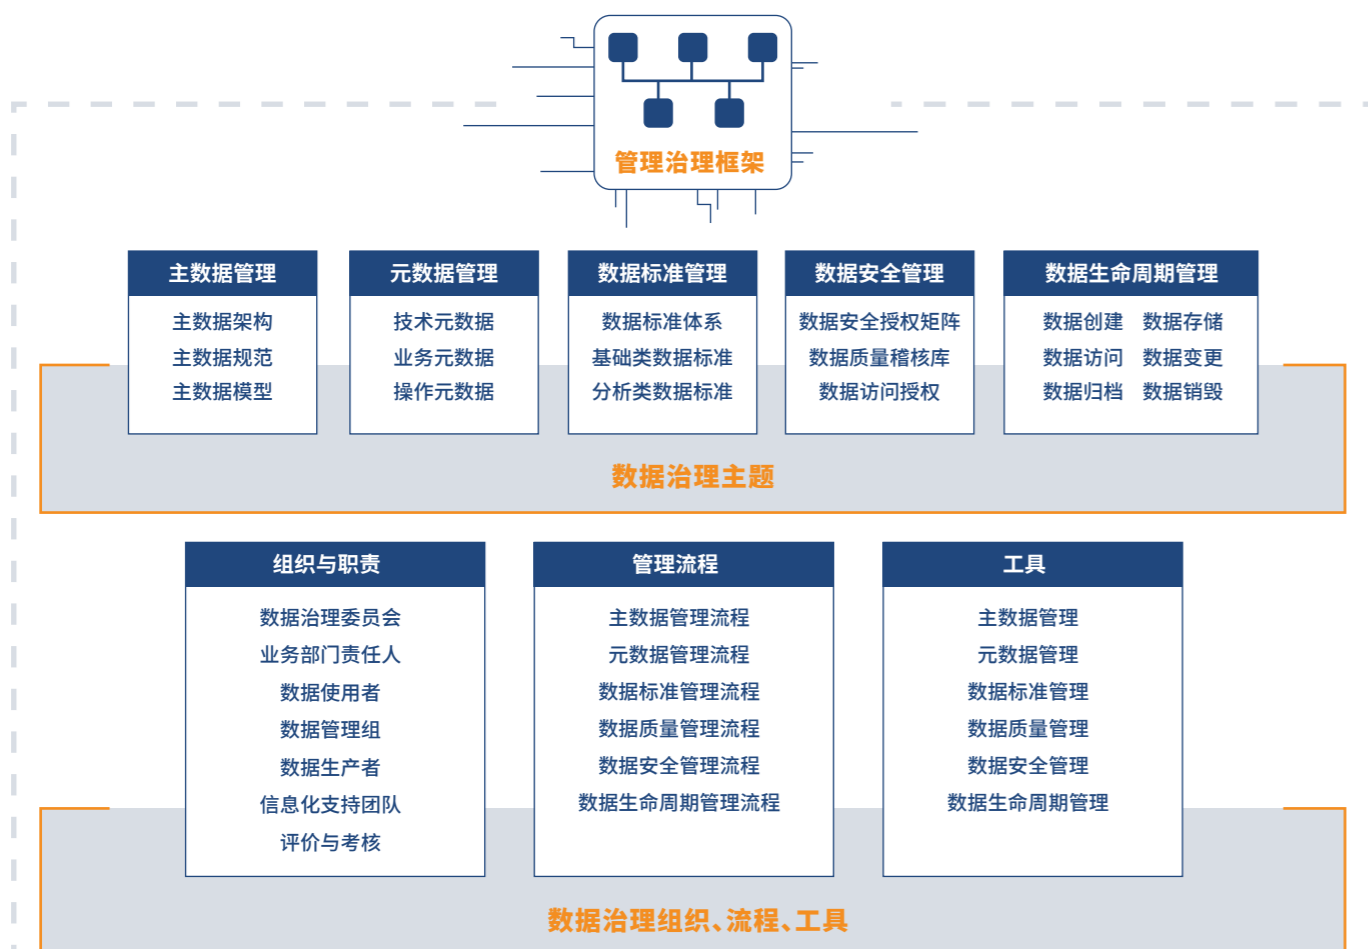 管理治理框架
主数据管理
主数据架构
主数据规范
主数据模型
元数据管理
技术元数据
业务元数据
操作元数据
数据标准管理
数据标准体系
基础类数据标准
分析类数据标准
数据安全管理
数据安全授权矩阵
数据质量稽核库
数据访问授权
数据生命周期管理
数据创建 数据存储
数据访问 数据变更
数据归档 数据销毁
数据治理主题
组织与职责
数据治理委员会
业务部门责任人
数据使用者
数据管理组
数据生产者
信息化支持团队
评价与考核
管理流程
主数据管理流程
元数据管理流程
数据标准管理流程
数据质量管理流程
数据安全管理流程
数据生命周期管理流程
工具
主数据管理
元数据管理
数据标准管理
数据质量管理
数据安全管理
数据生命周期管理
数据治理组织、流程、工具